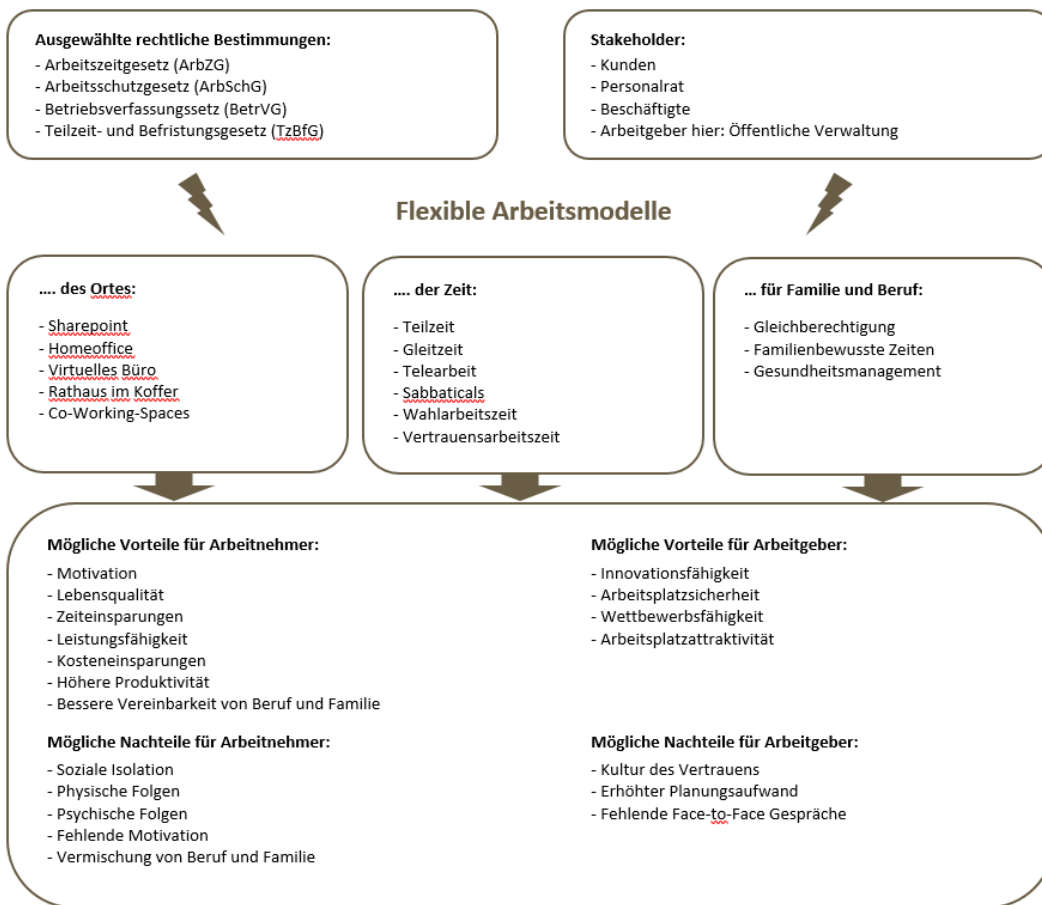 Ausgewählte rechtliche Bestimmungen:
- Arbeitszeitgesetz (ArbZG)
- Arbeitsschutzgesetz (ArbSchG)
- Betriebsverfassungssetz (BetrVG)
- Teilzeit- und Befristungsgesetz (TzBfG)
Stakeholder:
- Kunden
- Personalrat
- Beschäftigte
- Arbeitgeber hier: Öffentliche Verwaltung
Flexible Arbeitsmodelle
.... des Ortes:
- Sharepoint
- Homeoffice
- Virtuelles Büro
- Rathaus im Koffer
- Co-Working-Spaces
.... der Zeit:
- Teilzeit
- Gleitzeit
- Telearbeit
- Sabbaticals
- Wahlarbeitszeit
- Vertrauensarbeitszeit
... für Familie und Beruf:
- Gleichberechtigung
- Familienbewusste Zeiten
- Gesundheitsmanagement
Mögliche Vorteile für Arbeitnehmer:
- Motivation
- Lebensqualität
- Zeiteinsparungen
- Leistungsfähigkeit
- Kosteneinsparungen
- Höhere Produktivität
- Bessere Vereinbarkeit von Beruf und Familie
Mögliche Vorteile für Arbeitgeber:
- Innovationsfähigkeit
- Arbeitsplatzsicherheit
- Wettbewerbsfähigkeit
- Arbeitsplatzattraktivität
Mögliche Nachteile für Arbeitnehmer:
- Soziale Isolation
- Physische Folgen
- Psychische Folgen
- Fehlende Motivation
- Vermischung von Beruf und Familie
Mögliche Nachteile für Arbeitgeber:
- Kultur des Vertrauens
- Erhöhter Planungsaufwand
- Fehlende Face-to-Face Gespräche